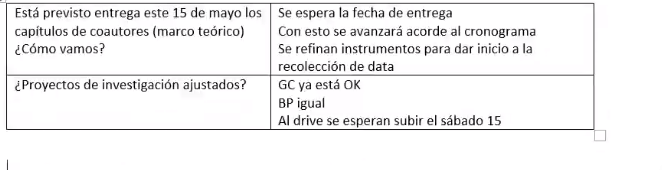 Está previsto entrega este 15 de mayo los
capítulos de coautores (marco teórico)
¿Cómo vamos?
Se espera la fecha de entrega
Con esto se avanzará acorde al cronograma
Se refinan instrumentos para dar inicio a la
recolección de data
¿Proyectos de investigación ajustados?
GC ya está OK
BP igual
Al drive se esperan subir el sábado 15